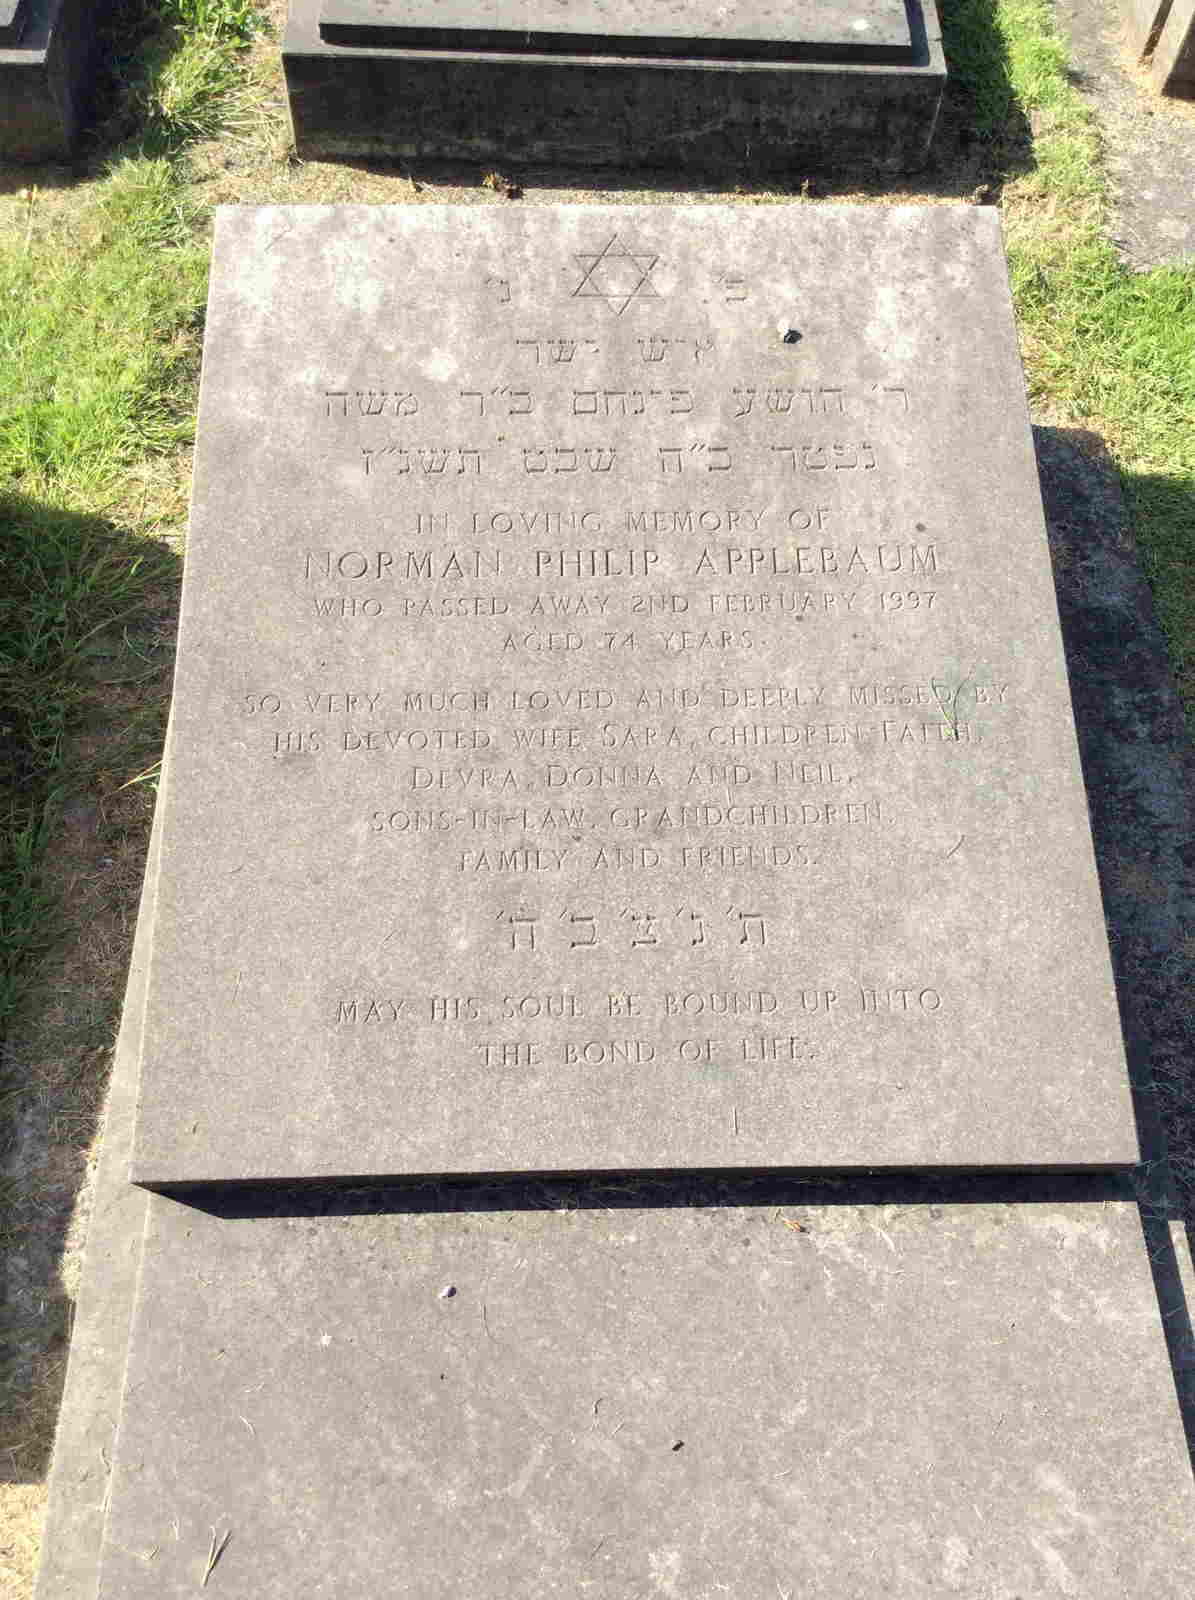 פ׳ נ׳
איש ישר
ר׳ הושע פינחס ב״ר משה
נפטר כ״ה שבט תשנ״ז
IN LOVING MEMORY OF
NORMAN PHILIP APPLEBAUM
WHO PASSED AWAY 2ND FEBRUARY 1997
AGED 74 YEARS.
SO VERY MUCH LOVED AND DEEPLY MISSED BY
HIS DEVOTED WIFE SARA, CHILDREN FAITH,
DEVRA, DONNA AND NEIL,
SONS-IN-LAW, GRANDCHILDREN,
FAMILY AND FRIENDS.
ת׳ נ׳ צ׳ ב׳ ה׳
MAY HIS SOUL BE BOUND UP INTO
THE BOND OF LIFE.